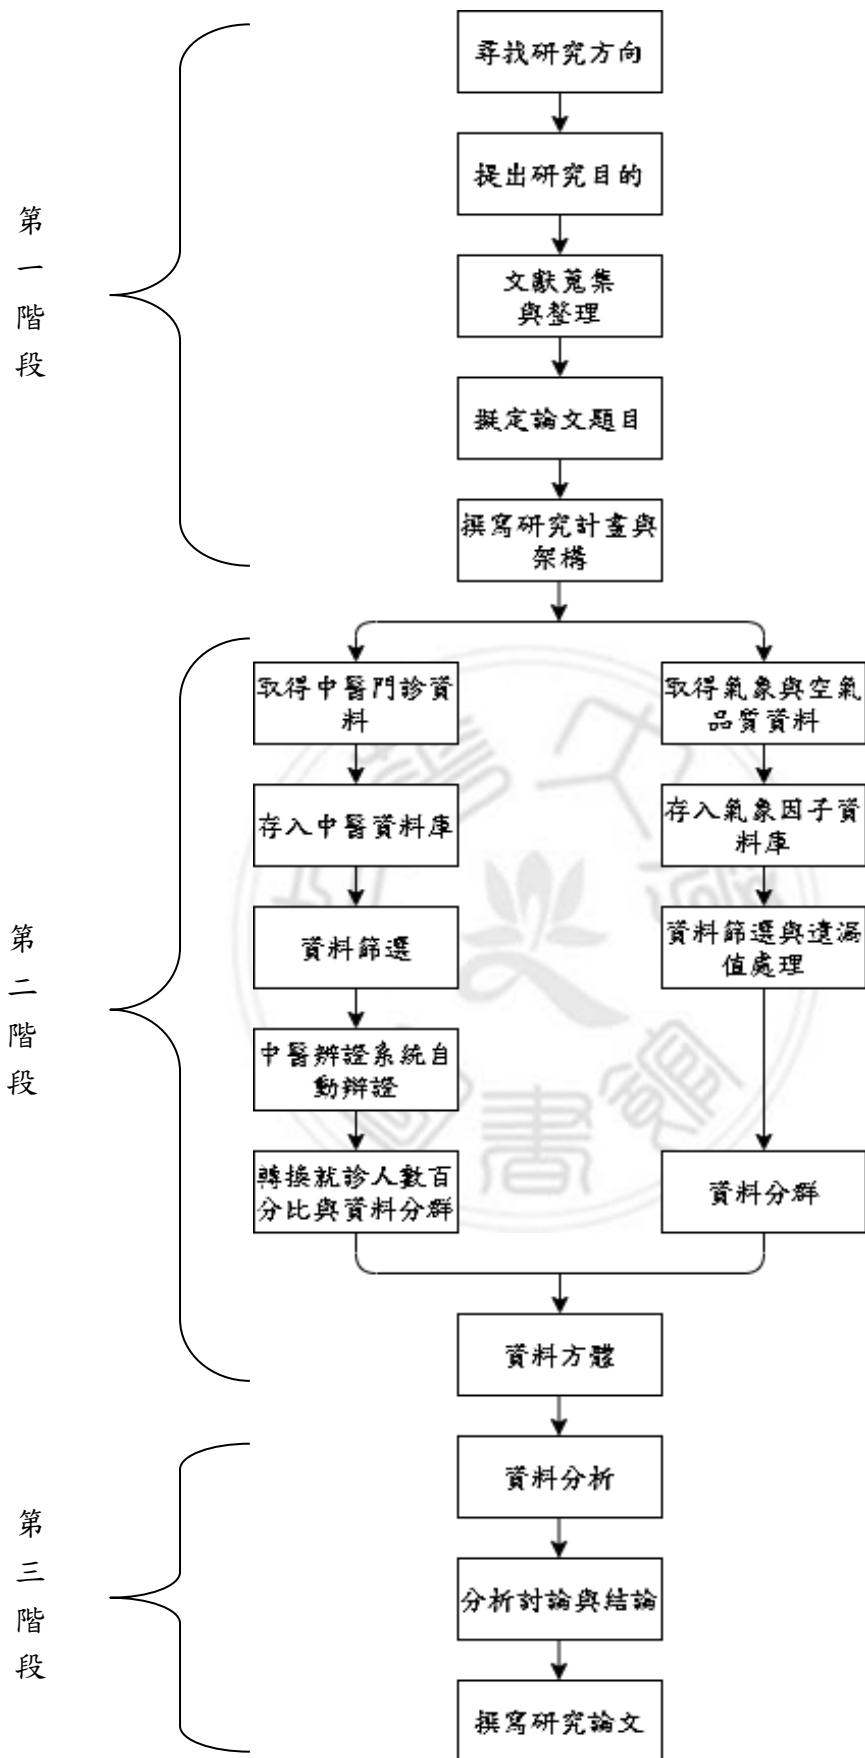 第一階段
尋找研究方向
提出研究目的
文獻蒐集
與整理
擬定論文題目
撰寫研究計畫與
架構
第二階段
取得中醫門診資
料
存入中醫資料庫
資料篩選
中醫辨證系統自
動辨證
轉換就診人數百
分比與資料分群
取得氣象與空氣
品質資料
存入氣象因子資
料庫
資料篩選與遺漏
值處理
資料分群
資料方體
第三階段
資料分析
分析討論與結論
撰寫研究論文